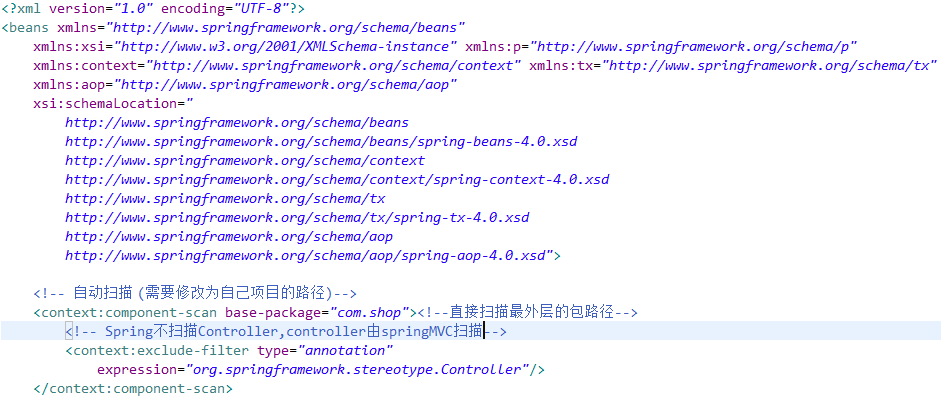 <?xml version="1.0" encoding="UTF-8"?>
<beans xmlns="http://www.springframework.org/schema/beans"
xmlns:xsi="http://www.w3.org/2001/XMLSchema-instance" xmlns:p="http://www.springframework.org/schema/p"
xmlns:context="http://www.springframework.org/schema/context" xmlns:tx="http://www.springframework.org/schema/tx"
xmlns:aop="http://www.springframework.org/schema/aop"
xsi:schemaLocation="
http://www.springframework.org/schema/beans
http://www.springframework.org/schema/beans/spring-beans-4.0.xsd
http://www.springframework.org/schema/context
http://www.springframework.org/schema/context/spring-context-4.0.xsd
http://www.springframework.org/schema/tx
http://www.springframework.org/schema/tx/spring-tx-4.0.xsd
http://www.springframework.org/schema/aop
http://www.springframework.org/schema/aop/spring-aop-4.0.xsd">
<!-- 自动扫描 (需要修改为自己项目的路径)-->
<context:component-scan base-package="com.shop"><!--直接扫描最外层的包路径-->
<!-- Spring不扫描Controller,controller由springMVC扫描-->
<context:exclude-filter type="annotation"
expression="org.springframework.stereotype.Controller"/>
</context:component-scan>